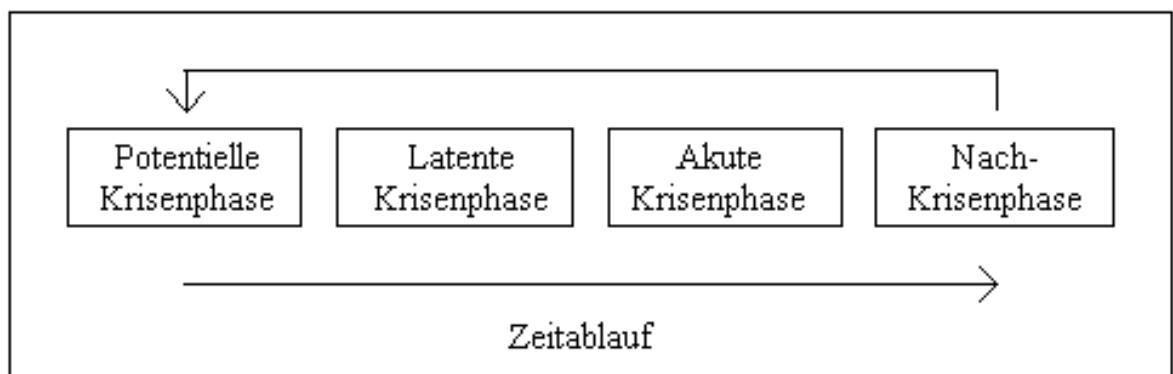 Potentielle
Krisenphase
Latente
Krisenphase
Akute
Krisenphase
Nach-
Krisenphase
Zeitablauf